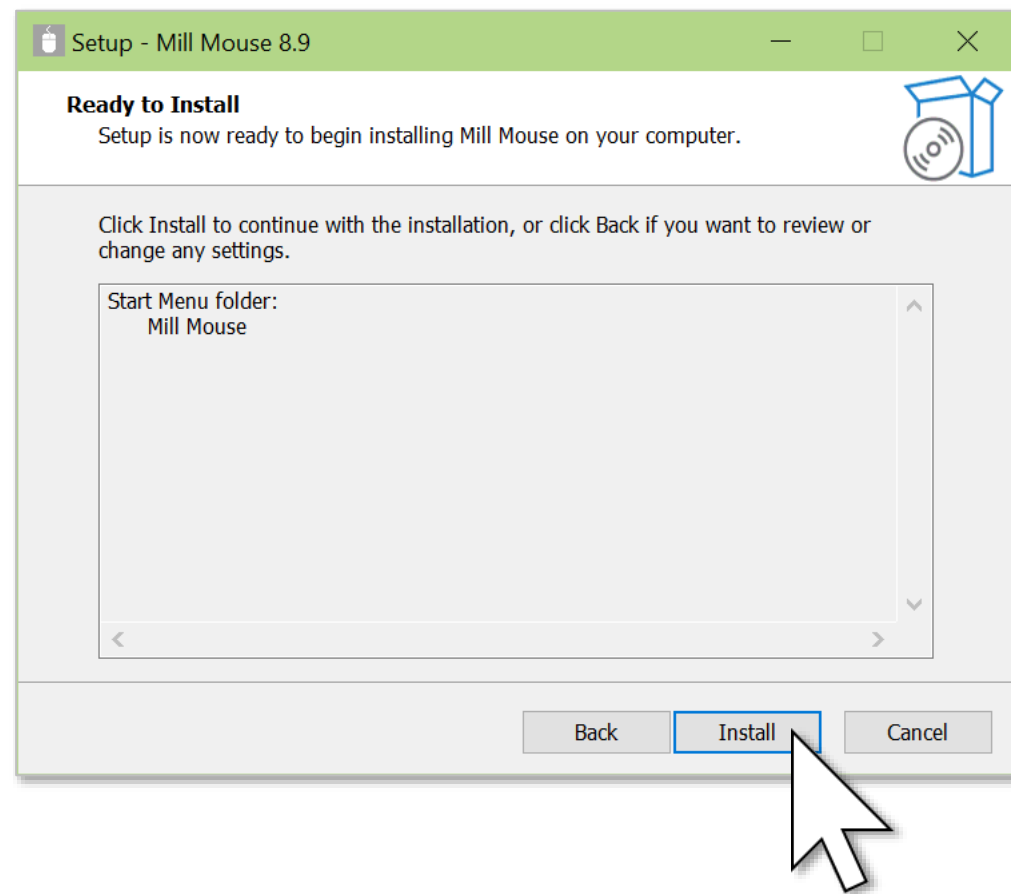 Setup - Mill Mouse 8.9
Ready to Install
Setup is now ready to begin installing Mill Mouse on your computer.
Click Install to continue with the installation, or click Back if you want to review or
change any settings.
Start Menu folder:
Mill Mouse
Back
Install
Cancel